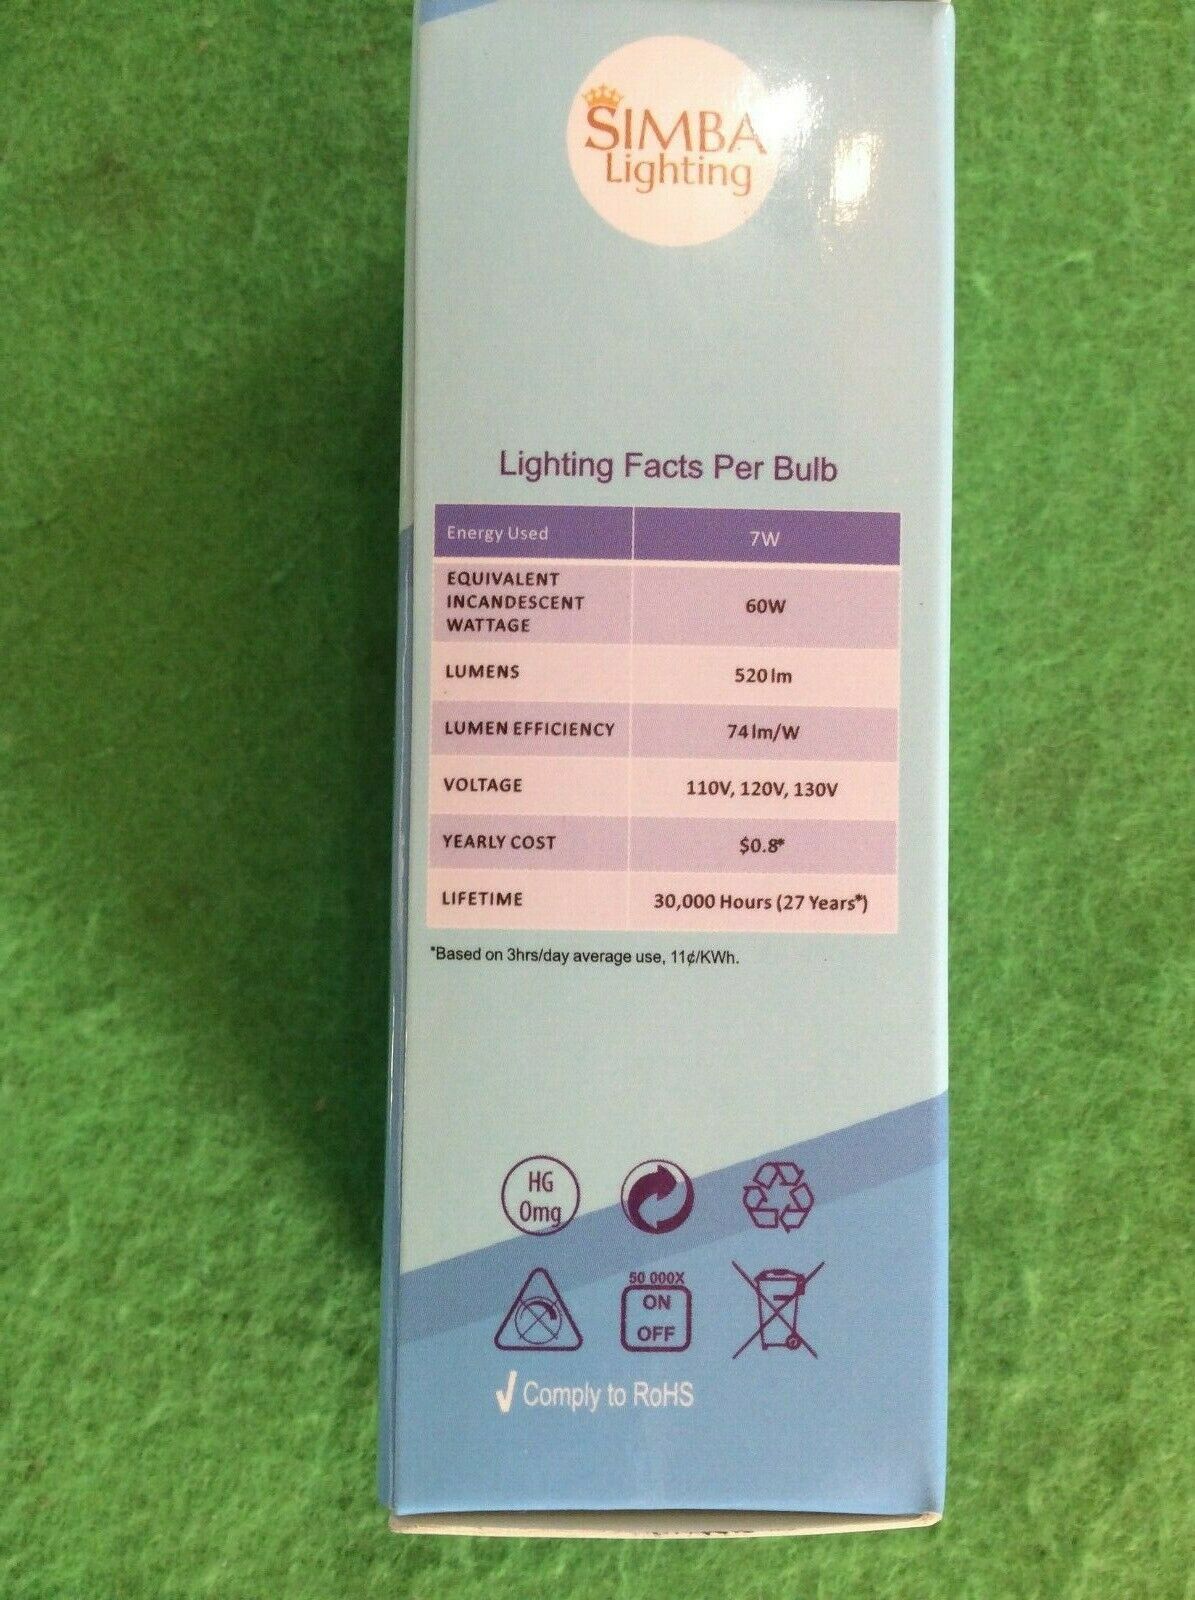 SIMBA
Lighting
Lighting Facts Per Bulb
Energy Used 7W
EQUIVALENT
INCANDESCENT 60W
WATTAGE
LUMENS 520 lm
LUMEN EFFICIENCY 74 lm/W
VOLTAGE 110V, 120V, 130V
YEARLY COST $0.8*
LIFETIME 30,000 Hours (27 Years*)
*Based on 3hrs/day average use, 11¢/KWh.
HG
0mg
50 000X
ON
OFF
√ Comply to RoHS